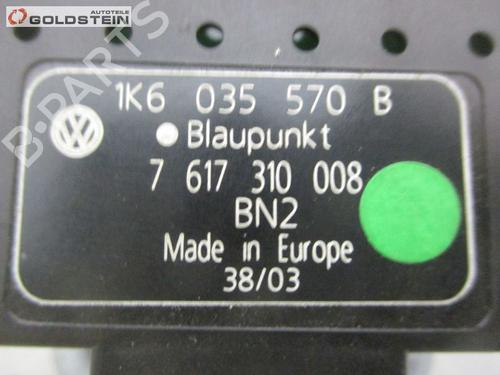 AUTOTEILE
GOLDSTEIN
1K6 035 570 B
Blaupunkt
7 617 310 008
BN2
Made in Europe
38/03
B-PARTS